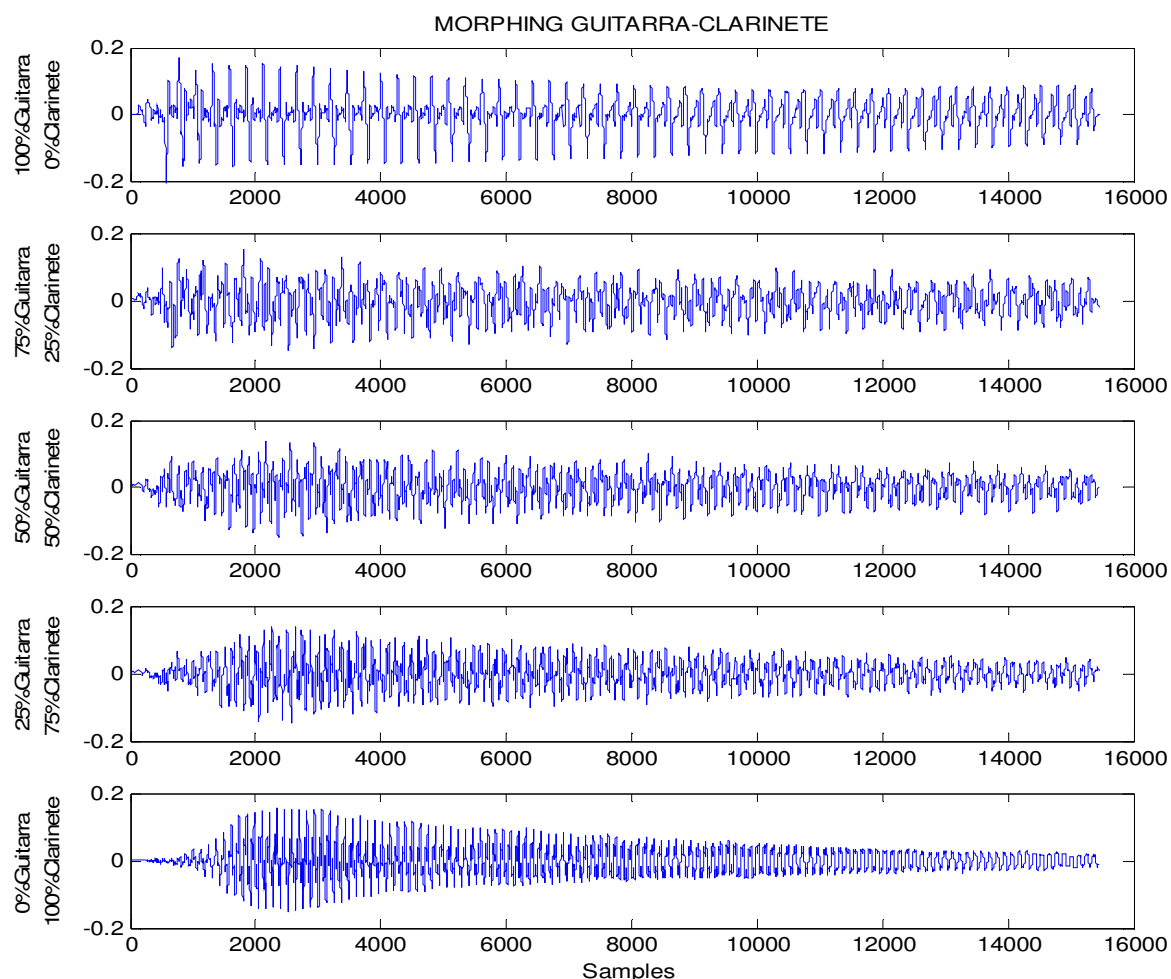 MORPHING GUITARRA-CLARINETE
100%Guitarra
0%Clarinete
0.2
0
-0.2
0 2000 4000 6000 8000 10000 12000 14000 16000
75%Guitarra
25%Clarinete
0.2
0
-0.2
0 2000 4000 6000 8000 10000 12000 14000 16000
50%Guitarra
50%Clarinete
0.2
0
-0.2
0 2000 4000 6000 8000 10000 12000 14000 16000
25%Guitarra
75%Clarinete
0.2
0
-0.2
0 2000 4000 6000 8000 10000 12000 14000 16000
0%Guitarra
100%Clarinete
0.2
0
-0.2
0 2000 4000 6000 8000 10000 12000 14000 16000
Samples